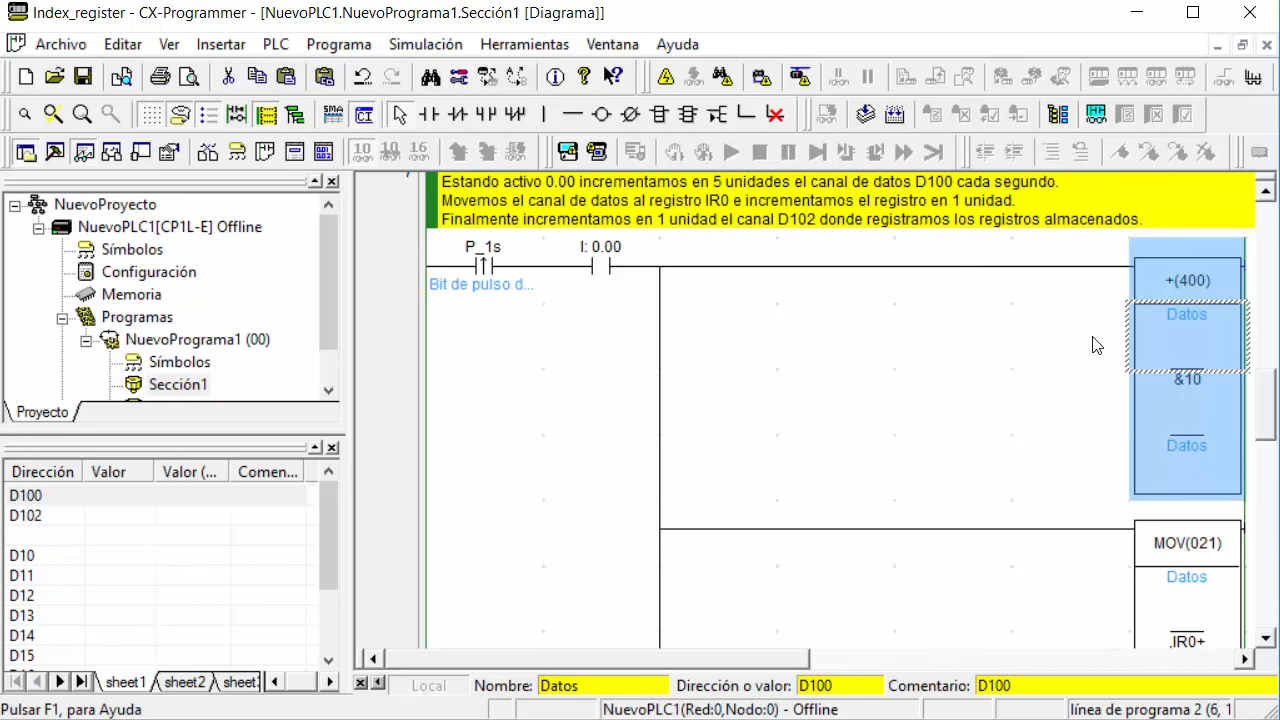 Index_register - CX-Programmer - [NuevoPLC1.NuevoPrograma1.Sección1 [Diagrama]]
Archivo Editar Ver Insertar PLC Programa Simulación Herramientas Ventana Ayuda
SMA CI
10 10 16
NuevoProyecto
NuevoPLC1[CP1L-E] Offline
Símbolos
Configuración
Memoria
Programas
NuevoPrograma1 (00)
Símbolos
Sección1
Proyecto
Dirección Valor Valor (... Comen...
D100
D102
D10
D11
D12
D13
D14
D15
sheet1 sheet2 sheet
Estando activo 0.00 incrementamos en 5 unidades el canal de datos D100 cada segundo.
Movemos el canal de datos al registro IR0 e incrementamos el registro en 1 unidad.
Finalmente incrementamos en 1 unidad el canal D102 donde registramos los registros almacenados.
P_1s I: 0.00
Bit de pulso d...
+(400)
Datos
&10
Datos
MOV(021)
Datos
,IR0+
Local Nombre: Datos Dirección o valor: D100 Comentario: D100
Pulsar F1, para Ayuda NuevoPLC1(Red:0,Nodo:0) - Offline línea de programa 2 (6, 1